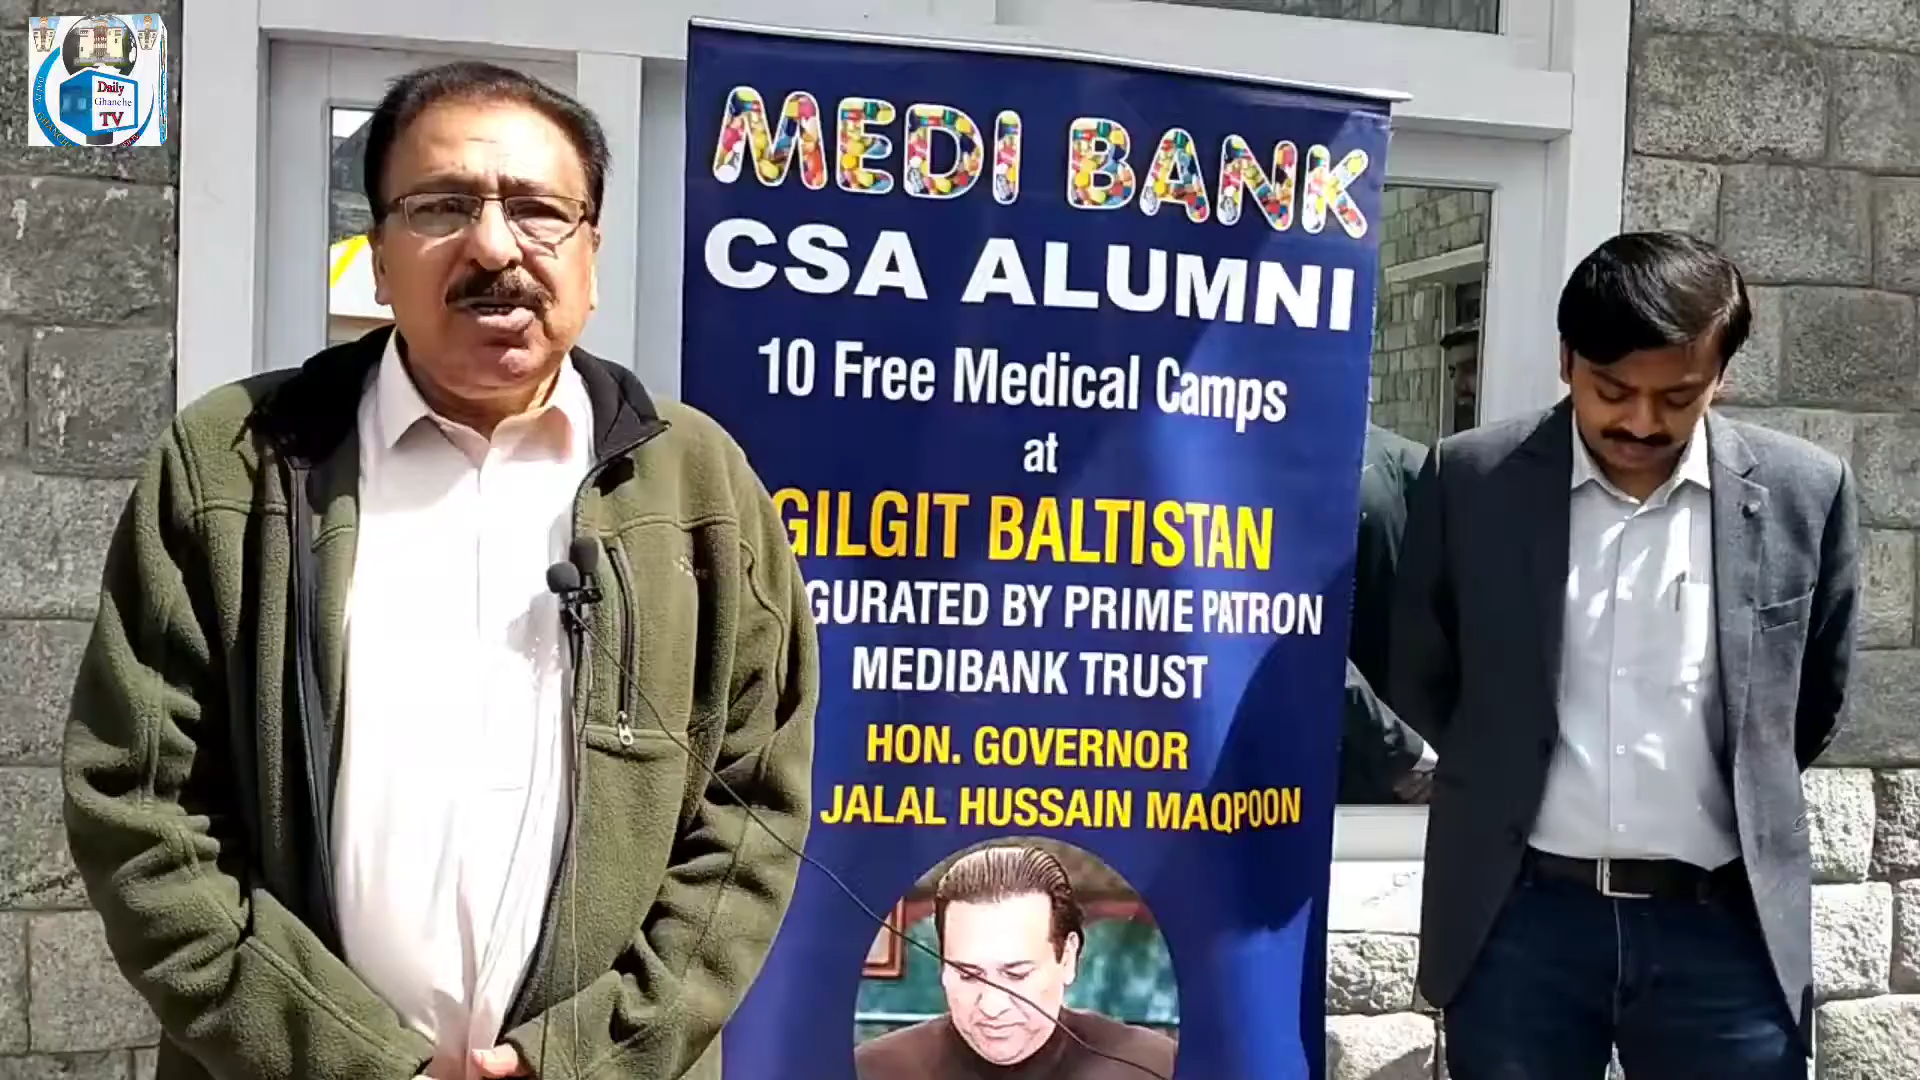 Daily
Ghanche
TV
MEDI BANK
CSA ALUMNI
10 Free Medical Camps
at
GILGIT BALTISTAN
GURATED BY PRIME PATRON
MEDIBANK TRUST
HON. GOVERNOR
JALAL HUSSAIN MAQPOON